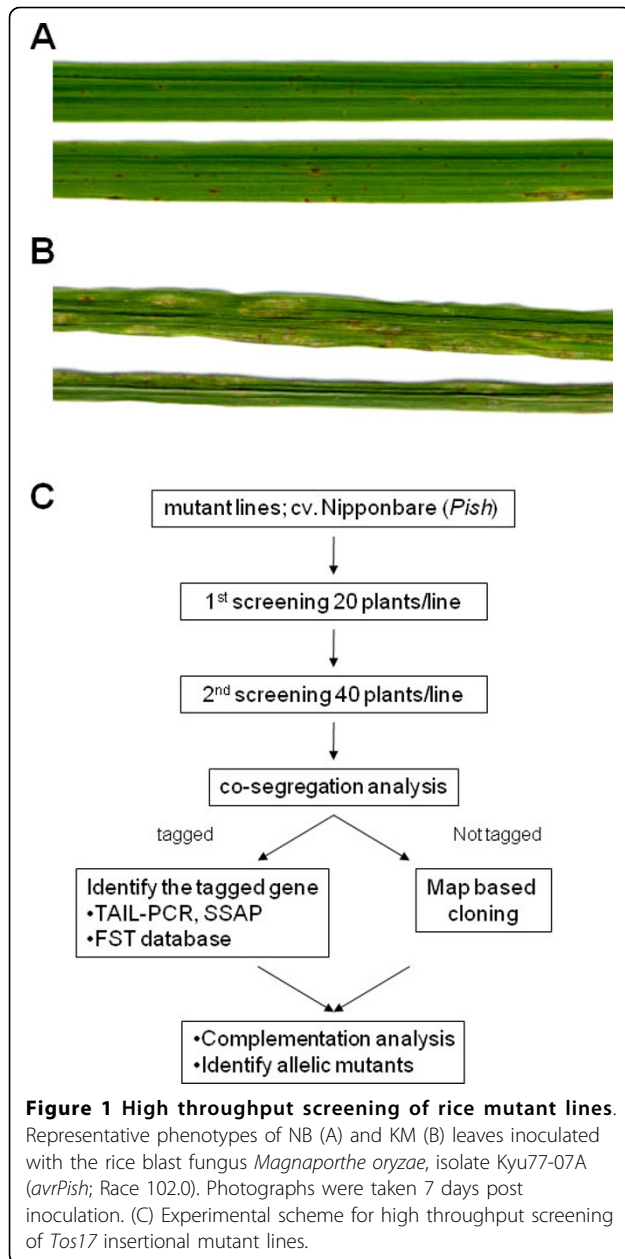 A
B
C
mutant lines; cv. Nipponbare (Pish)
1st screening 20 plants/line
2nd screening 40 plants/line
co-segregation analysis
tagged
Not tagged
Identify the tagged gene
•TAIL-PCR, SSAP
•FST database
Map based
cloning
•Complementation analysis
•Identify allelic mutants
Figure 1 High throughput screening of rice mutant lines.
Representative phenotypes of NB (A) and KM (B) leaves inoculated
with the rice blast fungus Magnaporthe oryzae, isolate Kyu77-07A
(avrPish; Race 102.0). Photographs were taken 7 days post
inoculation. (C) Experimental scheme for high throughput screening
of Tos17 insertional mutant lines.